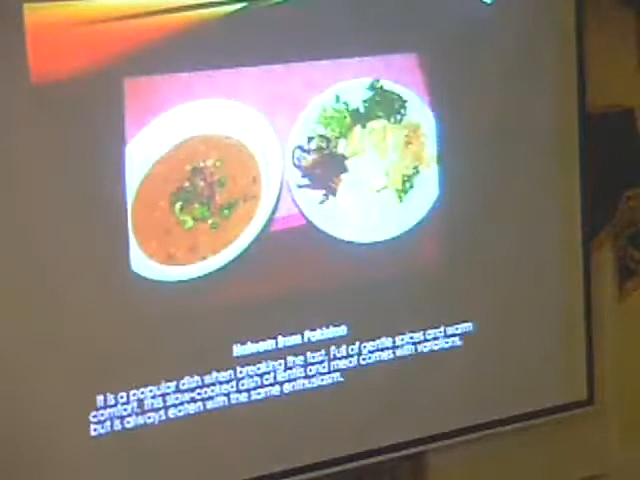 Haleem from Pakistan
It is a popular dish when breaking the fast. Full of gentle spices and warm
comfort, this slow-cooked dish of lentils and meat comes with variations,
but is always eaten with the same enthusiasm.